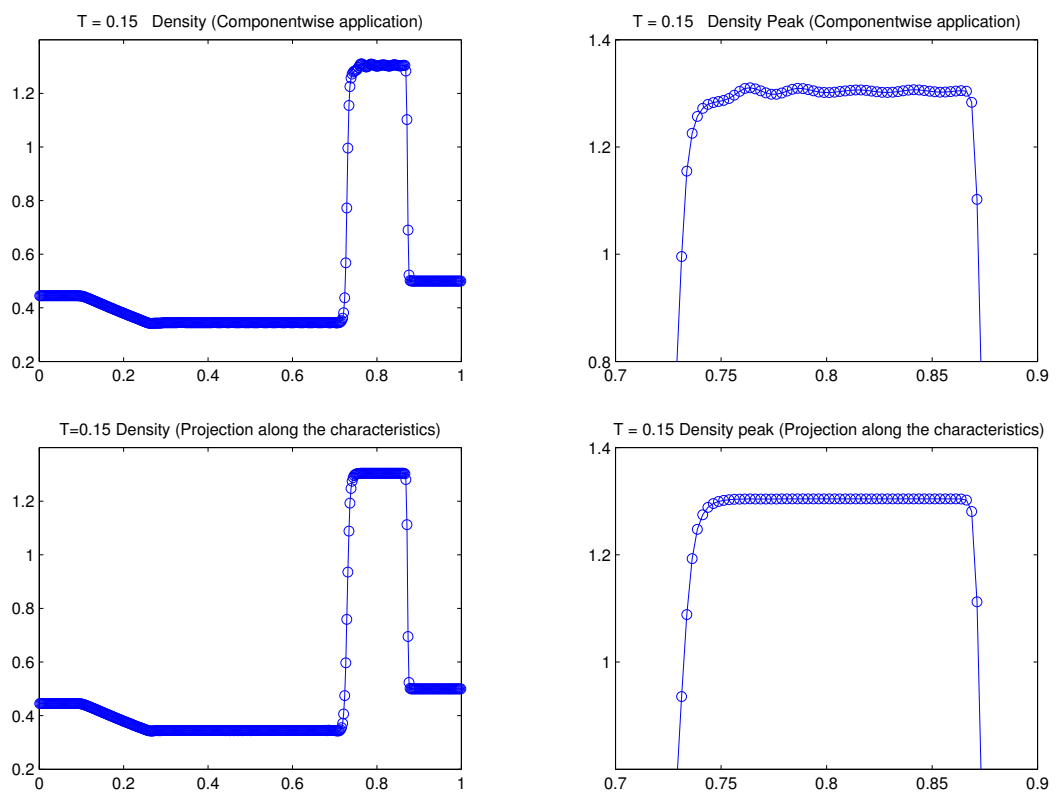 T = 0.15 Density (Componentwise application)
1.2
1
0.8
0.6
0.4
0.2
0 0.2 0.4 0.6 0.8 1
T = 0.15 Density Peak (Componentwise application)
1.4
1.2
1
0.8
0.7 0.75 0.8 0.85 0.9
T=0.15 Density (Projection along the characteristics)
1.2
1
0.8
0.6
0.4
0.2
0 0.2 0.4 0.6 0.8 1
T = 0.15 Density peak (Projection along the characteristics)
1.4
1.2
1
0.7 0.75 0.8 0.85 0.9